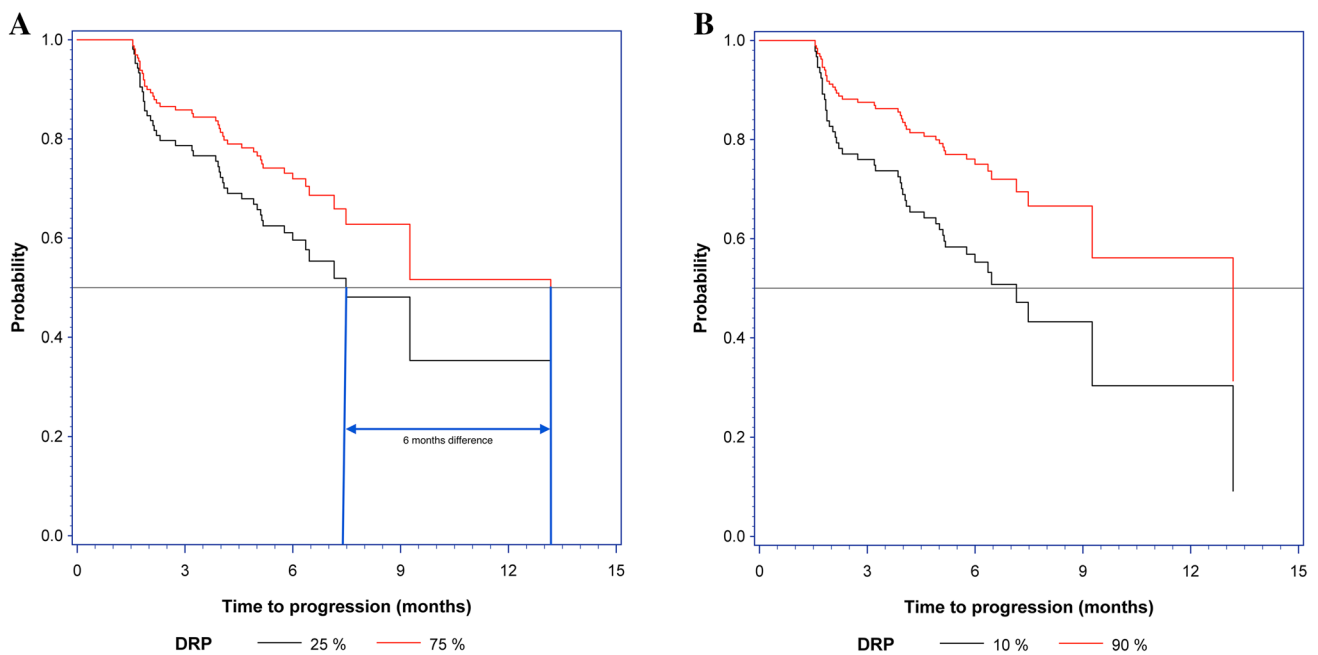 A
1.0
0.8
0.6
0.4
0.2
0.0
Probability
6 months difference
0 3 6 9 12 15
Time to progression (months)
DRP 25 % 75 %
B
1.0
0.8
0.6
0.4
0.2
0.0
Probability
0 3 6 9 12 15
Time to progression (months)
DRP 10 % 90 %